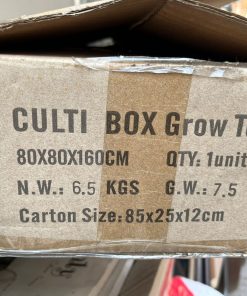 CULTI BOX Grow T
80X80X160CM QTY: 1unit
N.W.: 6.5 KGS G.W.: 7.5
Carton Size: 85x25x12cm